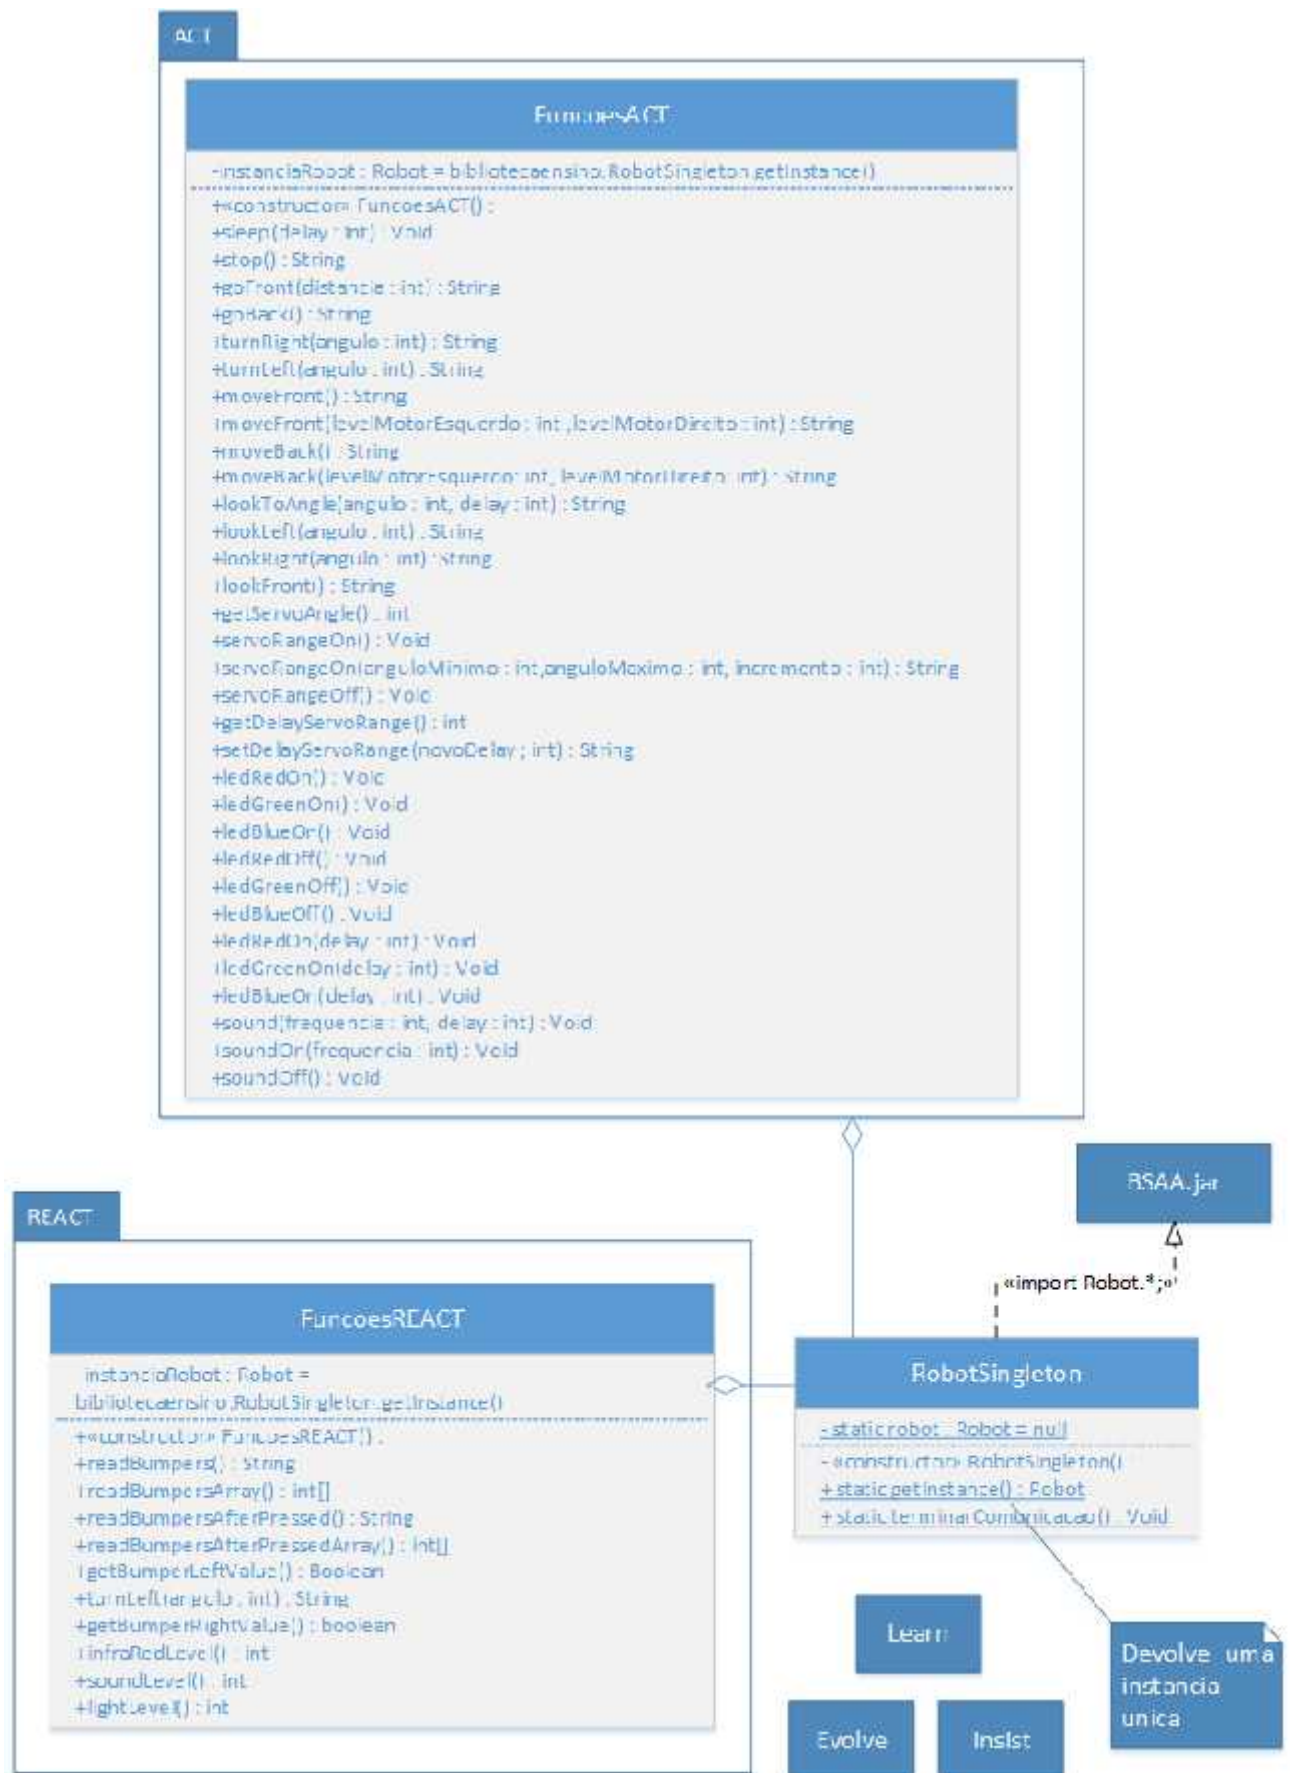 ACT
FuncoesACT
-instanciaRobot : Robot = bibliotecaensino.RobotSingleton.getInstance()
+«constructor» FuncoesACT() :
+sleep(delay : int) : Void
+stop() : String
+goFront(distancia : int) : String
+goBack() : String
+turnRight(angulo : int) : String
+turnLeft(angulo : int) : String
+moveFront() : String
+moveFront(levelMotorEsquerdo : int ,levelMotorDireito : int) : String
+moveBack() : String
+moveBack(levelMotorEsquerdo: int, levelMotorDireito: int) : String
+lookToAngle(angulo : int, delay : int) : String
+lookLeft(angulo : int) : String
+lookRight(angulo : int) :String
+lookFront() : String
+getServoAngle() : int
+servoRangeOn() : Void
+servoRangeOn(anguloMinimo : int,anguloMaximo : int, incremento : int) : String
+servoRangeOff() : Void
+getDelayServoRange() : int
+setDelayServoRange(novoDelay ; int) : String
+ledRedOn() : Void
+ledGreenOn() : Void
+ledBlueOn() : Void
+ledRedOff() : Void
+ledGreenOff() : Void
+ledBlueOff() : Void
+ledRedOn(delay : int) : Void
+ledGreenOn(delay : int) : Void
+ledBlueOn(delay : int) : Void
+sound(frequencia : int, delay : int) : Void
+soundOn(frequencia : int) : Void
+soundOff() : Void
BSAA.jar
«import Robot.*;»
REACT
FuncoesREACT
-instanciaRobot : Robot =
bibliotecaensino.RobotSingleton.getInstance()
+«constructor» FuncoesREACT() :
+readBumpers() : String
+readBumpersArray() : int[]
+readBumpersAfterPressed() : String
+readBumpersAfterPressedArray() : int[]
+getBumperLeftValue() : Boolean
+turnLeft(angulo : int) : String
+getBumperRightValue() : boolean
+infraRedLevel() : int
+soundLevel() : int
+lightLevel() : int
RobotSingleton
- static robot : Robot = null
- «constructor» RobotSingleton()
+ static getInstance() : Robot
+ static terminarComunicacao() : Void
Learn
Evolve
Insist
Devolve uma
instancia
unica